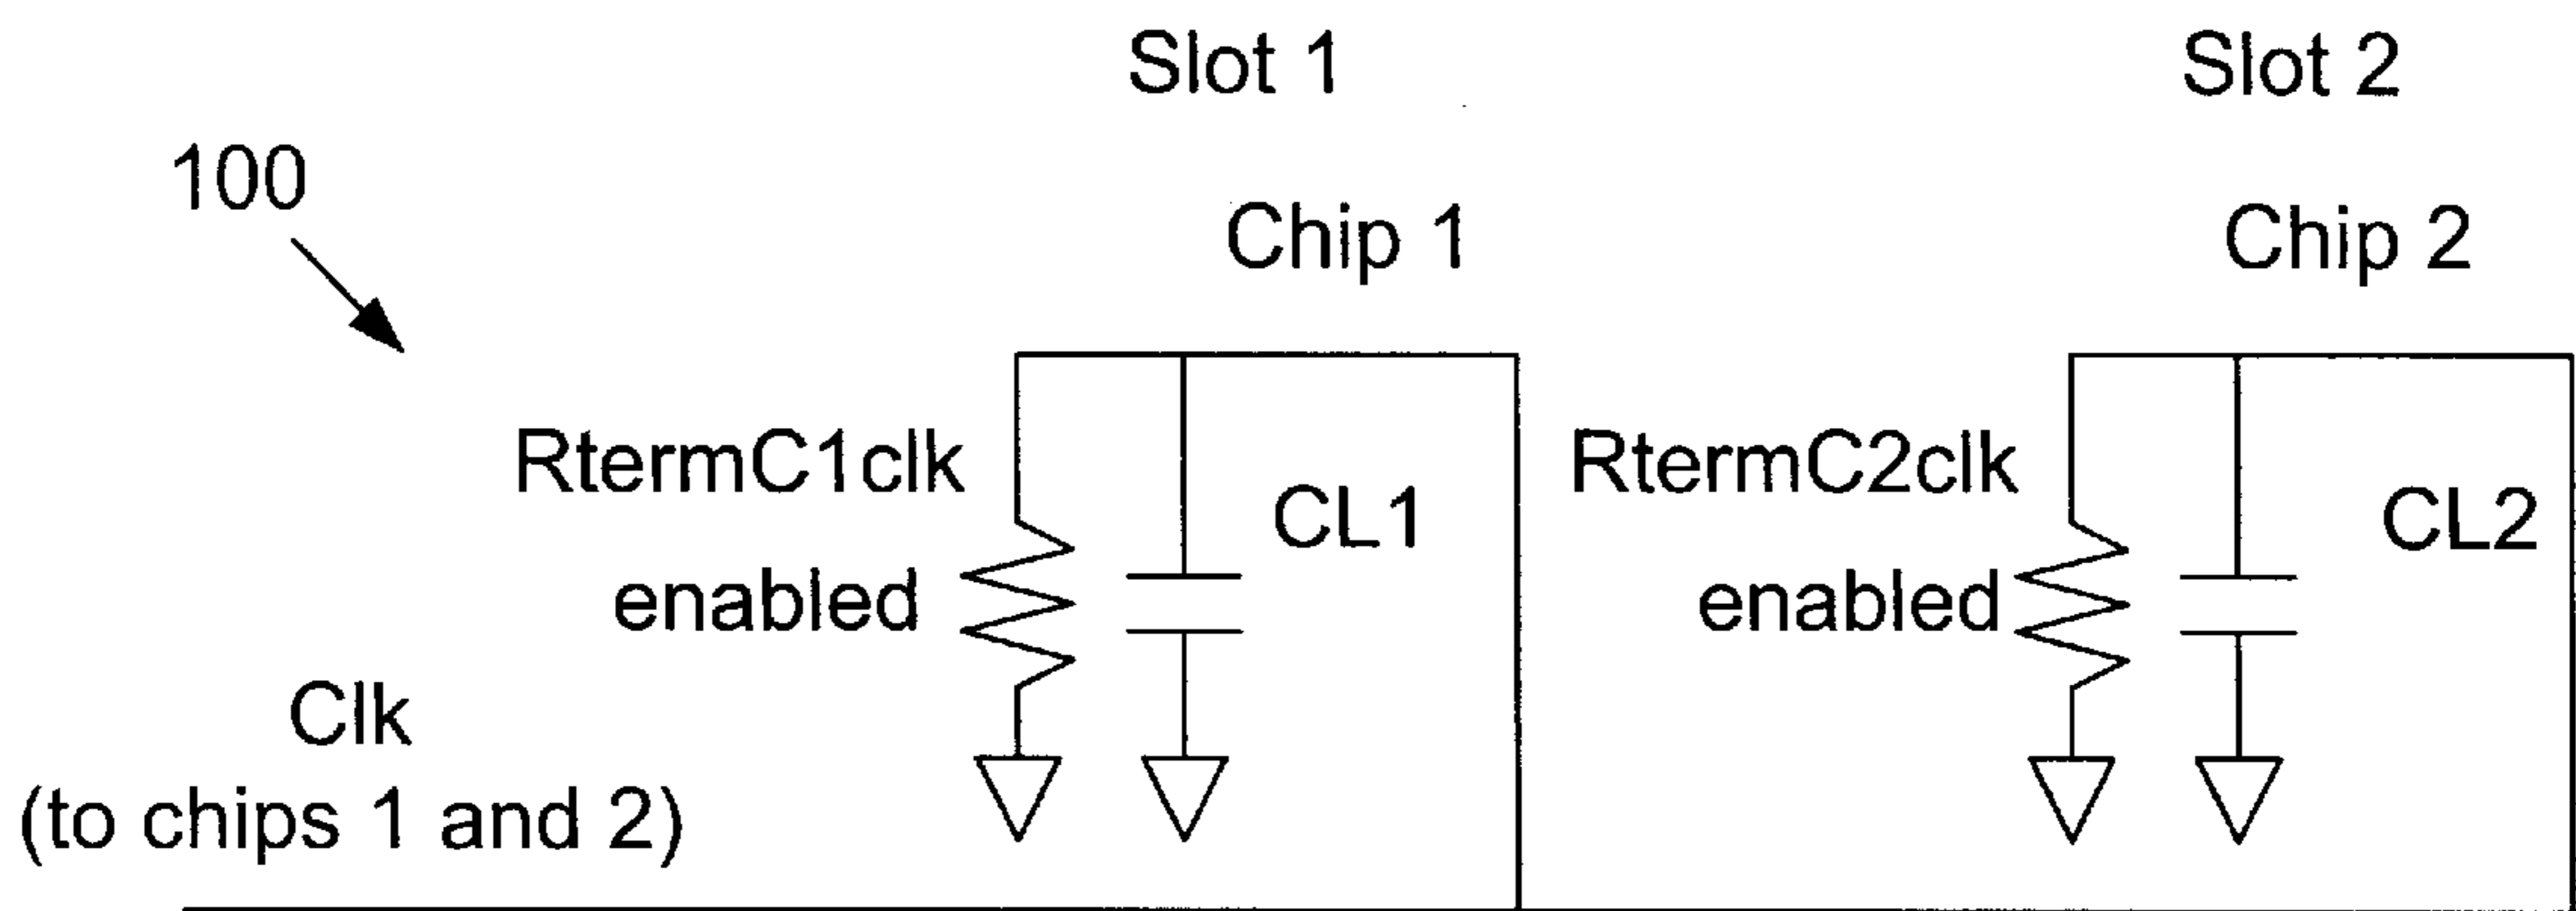 Slot 1
Slot 2
100
Chip 1
Chip 2
RtermC1clk
enabled
CL1
RtermC2clk
enabled
CL2
Clk
(to chips 1 and 2)